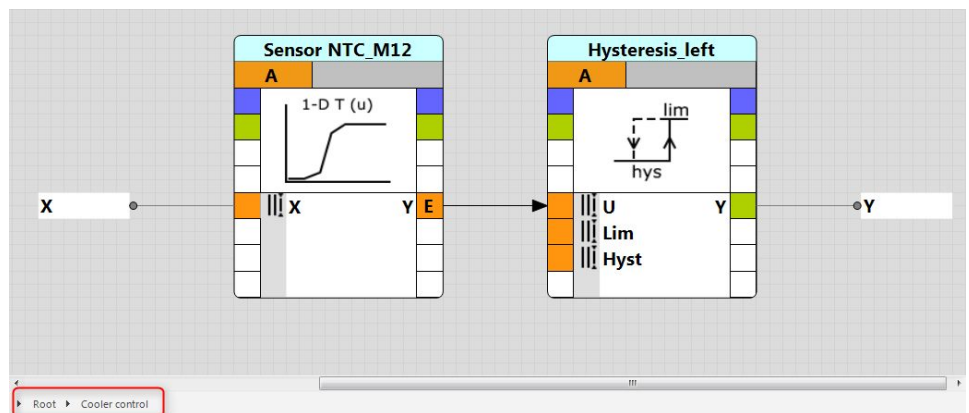 Sensor NTC_M12
A
1-D T (u)
X
X
Y
E
Hysteresis_left
A
lim
hys
U
Y
Lim
Hyst
Y
Root
Cooler control